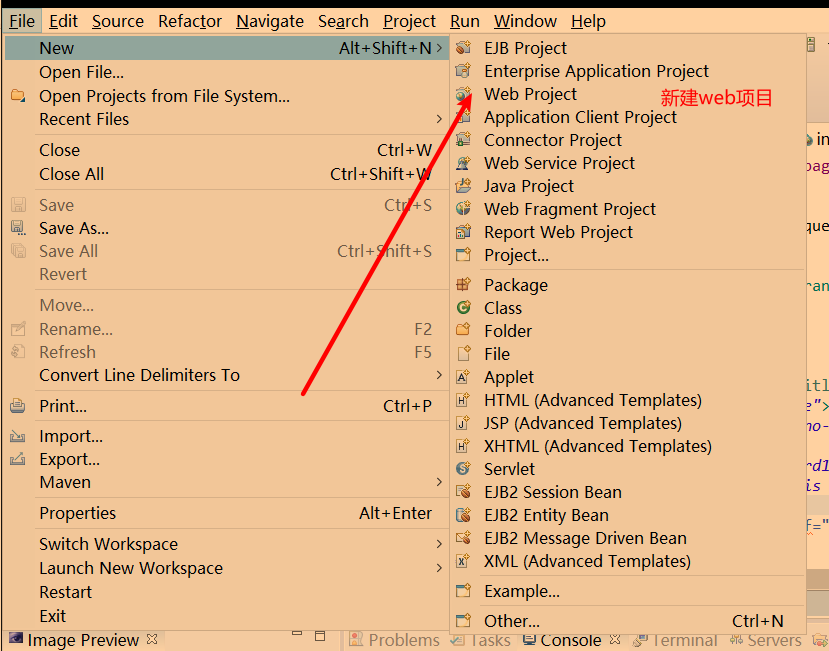 File Edit Source Refactor Navigate Search Project Run Window Help
New Alt+Shift+N >
Open File...
Open Projects from File System...
Recent Files >
Close Ctrl+W
Close All Ctrl+Shift+W
Save Ctrl+S
Save As...
Save All Ctrl+Shift+S
Revert
Move...
Rename... F2
Refresh F5
Convert Line Delimiters To >
Print... Ctrl+P
Import...
Export...
Maven >
Properties Alt+Enter
Switch Workspace >
Launch New Workspace >
Restart
Exit
EJB Project
Enterprise Application Project
Web Project 新建web项目
Application Client Project
Connector Project
Web Service Project
Java Project
Web Fragment Project
Report Web Project
Project...
Package
Class
Folder
File
Applet
HTML (Advanced Templates)
JSP (Advanced Templates)
XHTML (Advanced Templates)
Servlet
EJB2 Session Bean
EJB2 Entity Bean
EJB2 Message Driven Bean
XML (Advanced Templates)
Example...
Other... Ctrl+N
Image Preview Problems Tasks Console Terminal Servers